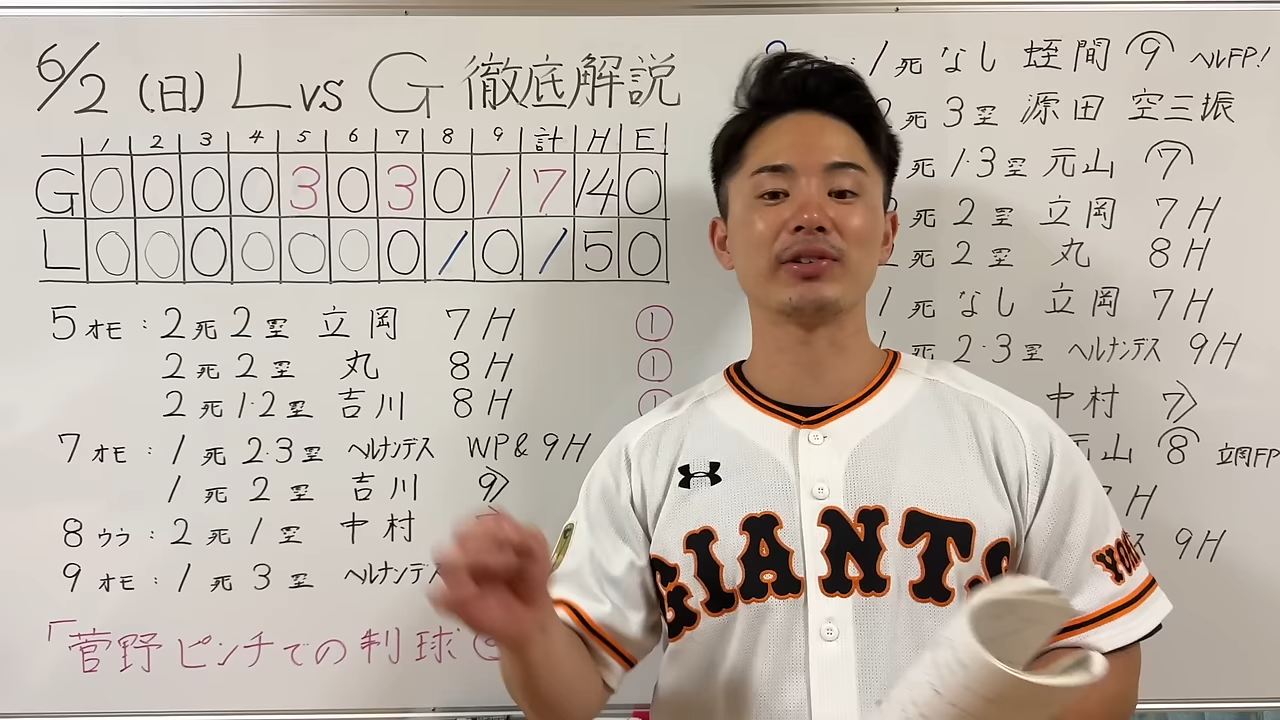 6/2 (日) L vs G 徹底解説
1 2 3 4 5 6 7 8 9 計 H E
G 0 0 0 0 3 0 3 0 1 7 14 0
L 0 0 0 0 0 0 0 1 0 1 5 0
5オモ：2死2塁 立岡 7H ①
2死2塁 丸 8H ①
2死1・2塁 吉川 8H ①
7オモ：1死2・3塁 ヘルナンデス WP&9H
1死2塁 吉川 9
8ウラ：2死1塁 中村
9オモ：1死3塁 ヘルナンデス
「菅野ピンチでの制球
1死なし 蛭間 9 ヘルFP!
死3塁 源田 空三振
死1・3塁 元山 7
死2塁 立岡 7H
死2塁 丸 8H
1死なし 立岡 7H
死2・3塁 ヘルナンデス 9H
中村 7
山 8 立岡FP
H
ス 9H
GIANTS
YOM